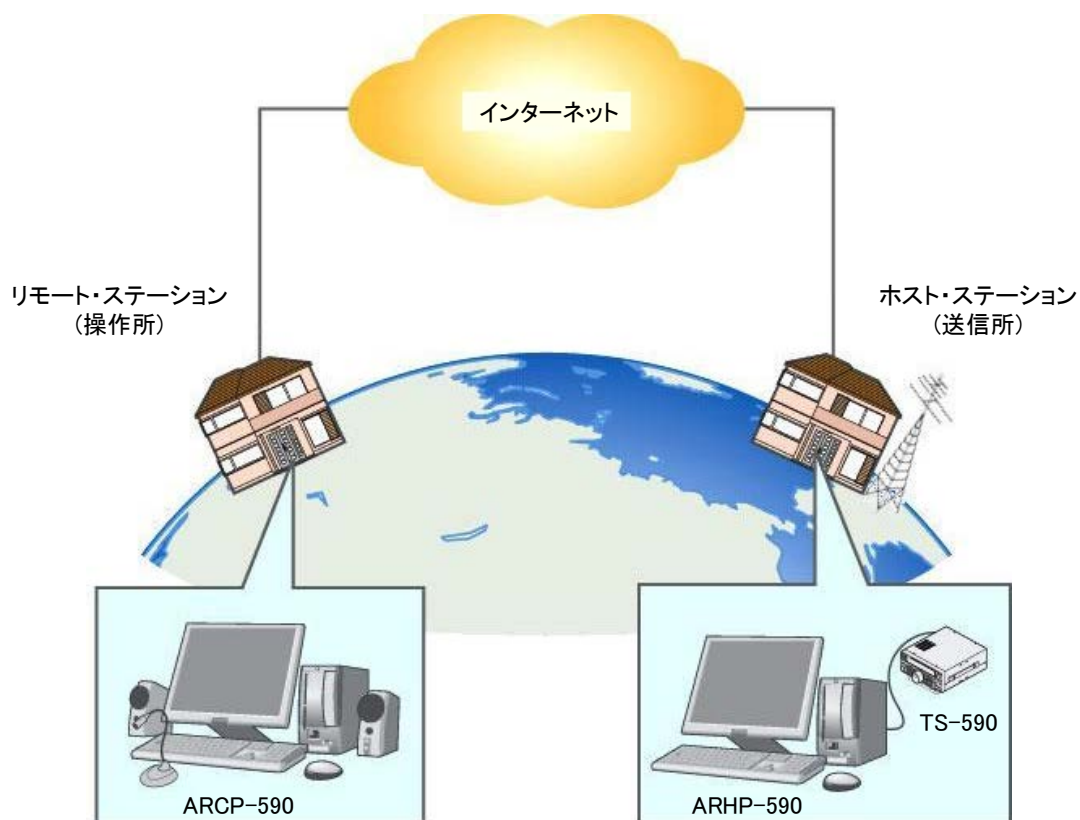 インターネット
リモート・ステーション
(操作所)
ホスト・ステーション
(送信所)
TS-590
ARCP-590
ARHP-590